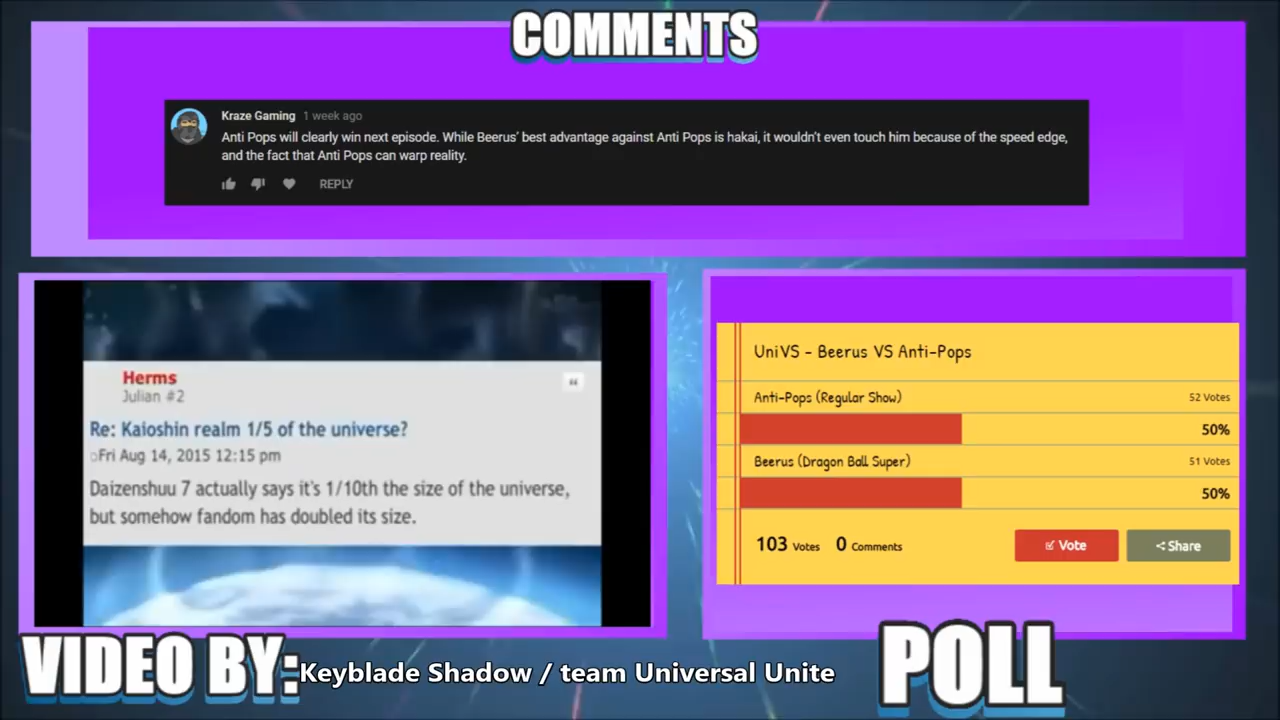 COMMENTS
Kraze Gaming 1 week ago
Anti Pops will clearly win next episode. While Beerus' best advantage against Anti Pops is hakai, it wouldn't even touch him because of the speed edge,
and the fact that Anti Pops can warp reality.
REPLY
Herms
Julian #2
Re: Kaioshin realm 1/5 of the universe?
Fri Aug 14, 2015 12:15 pm
Daizenshuu 7 actually says it's 1/10th the size of the universe,
but somehow fandom has doubled its size.
UniVS - Beerus VS Anti-Pops
Anti-Pops (Regular Show) 52 Votes
50%
Beerus (Dragon Ball Super) 51 Votes
50%
103 Votes 0 Comments Vote Share
VIDEO BY: Keyblade Shadow / team Universal Unite
POLL